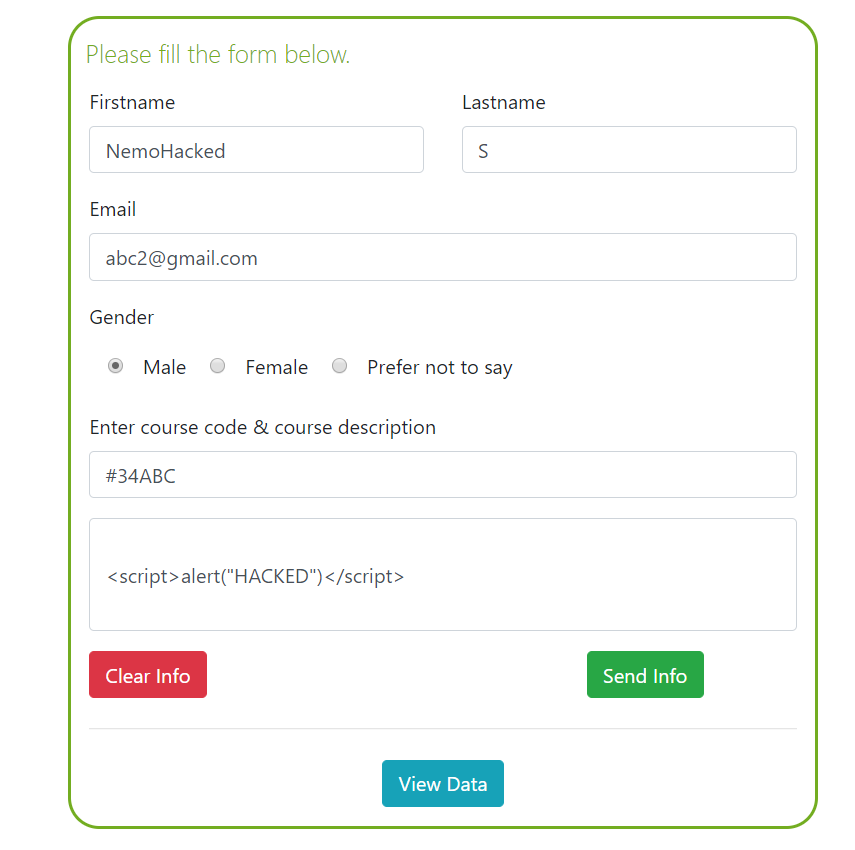 Please fill the form below.
Firstname Lastname
NemoHacked S
Email
abc2@gmail.com
Gender
Male Female Prefer not to say
Enter course code & course description
#34ABC
<script>alert("HACKED")</script>
Clear Info Send Info
View Data